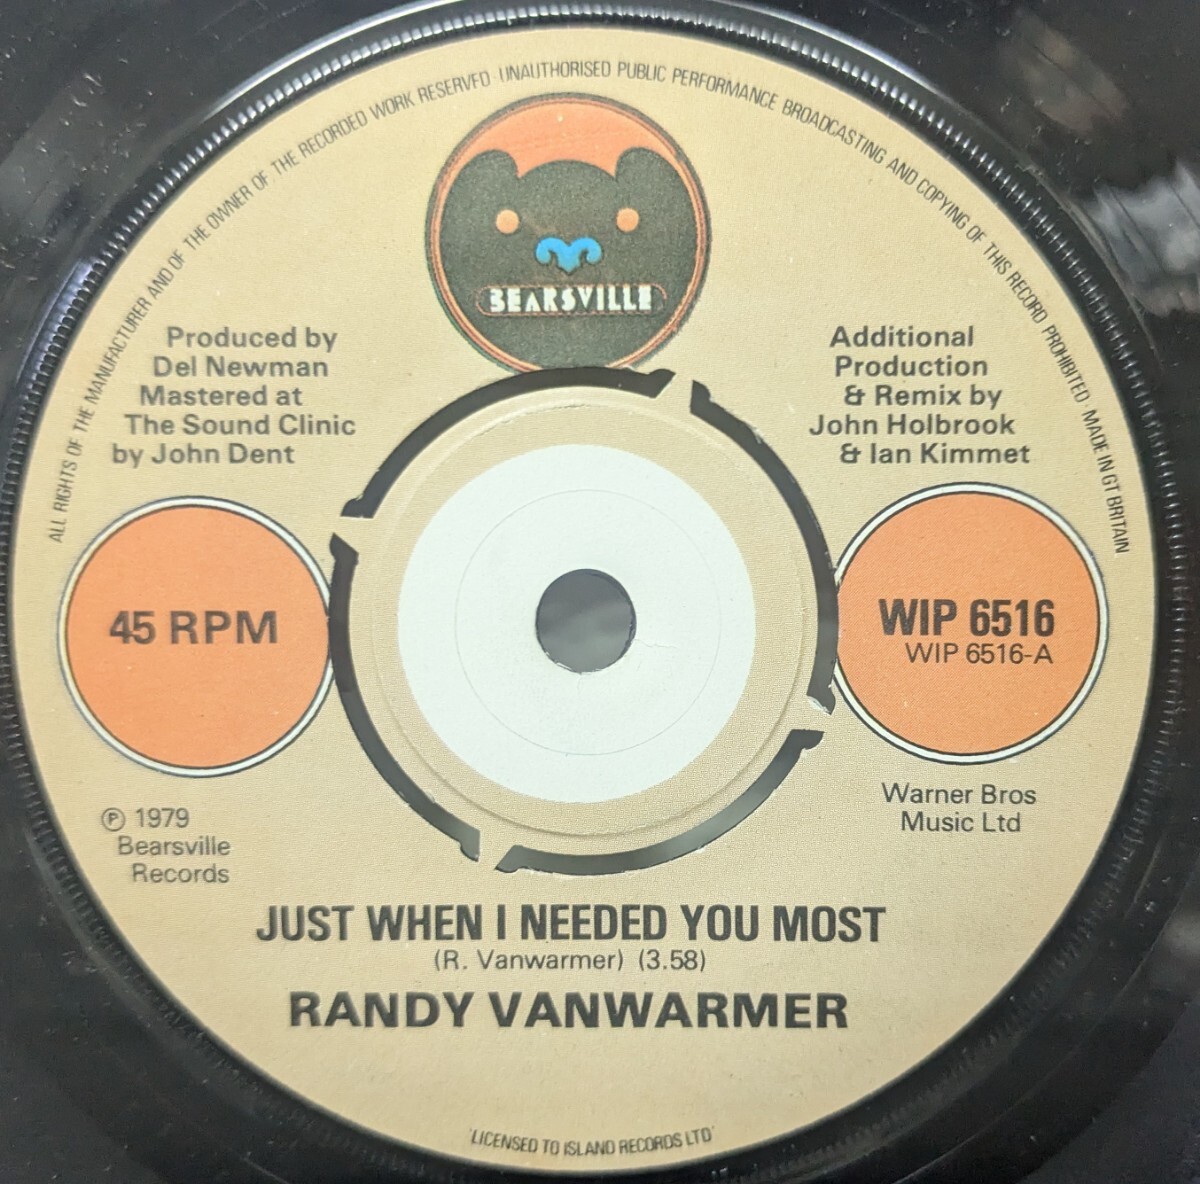 ALL RIGHTS OF THE MANUFACTURER AND OF THE OWNER OF THE RECORDED WORK RESERVED · UNAUTHORISED PUBLIC PERFORMANCE BROADCASTING AND COPYING OF THIS RECORD PROHIBITED · MADE IN GT BRITAIN
BEARSVILLE
Produced by
Del Newman
Mastered at
The Sound Clinic
by John Dent
Additional
Production
& Remix by
John Holbrook
& Ian Kimmet
45 RPM
WIP 6516
WIP 6516-A
℗ 1979
Bearsville
Records
Warner Bros
Music Ltd
JUST WHEN I NEEDED YOU MOST
(R. Vanwarmer) (3.58)
RANDY VANWARMER
'LICENSED TO ISLAND RECORDS LTD'